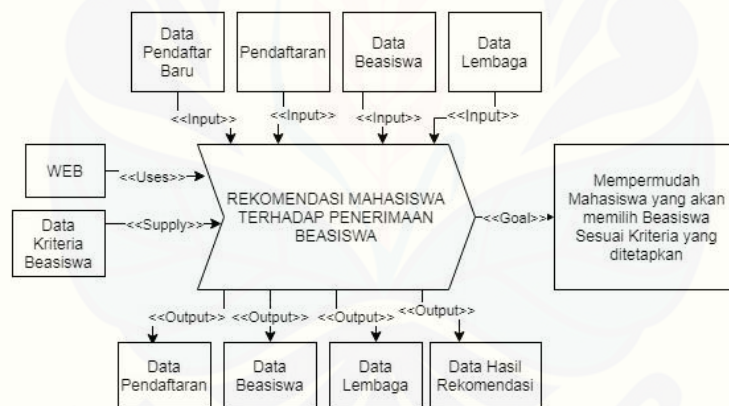 Data
Pendaftar
Baru
Pendaftaran
Data
Beasiswa
Data
Lembaga
<<Input>>
<<Input>>
<<Input>>
<<Input>>
WEB
<<Uses>>
Data
Kriteria
Beasiswa
<<Supply>>
REKOMENDASI MAHASISWA
TERHADAP PENERIMAAN
BEASISWA
<<Goal>>
Mempermudah
Mahasiswa yang akan
memilih Beasiswa
Sesuai Kriteria yang
ditetapkan
<<Output>>
<<Output>>
<<Output>>
<<Output>>
Data
Pendaftaran
Data
Beasiswa
Data
Lembaga
Data Hasil
Rekomendasi